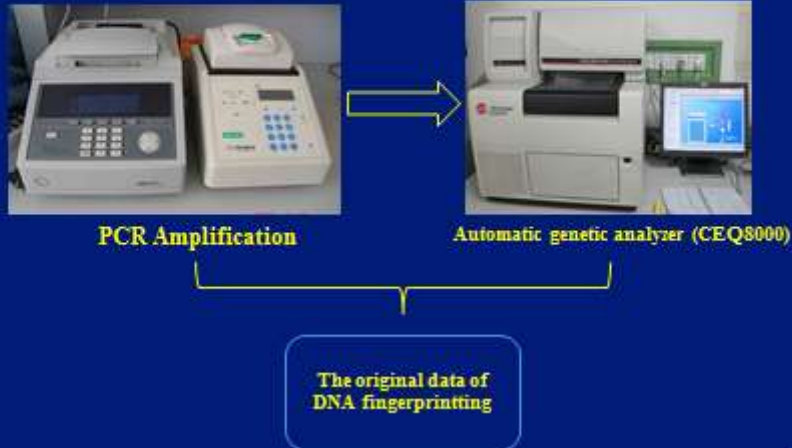 PCR Amplification
Automatic genetic analyzer (CEQ8000)
The original data of
DNA fingerprintting